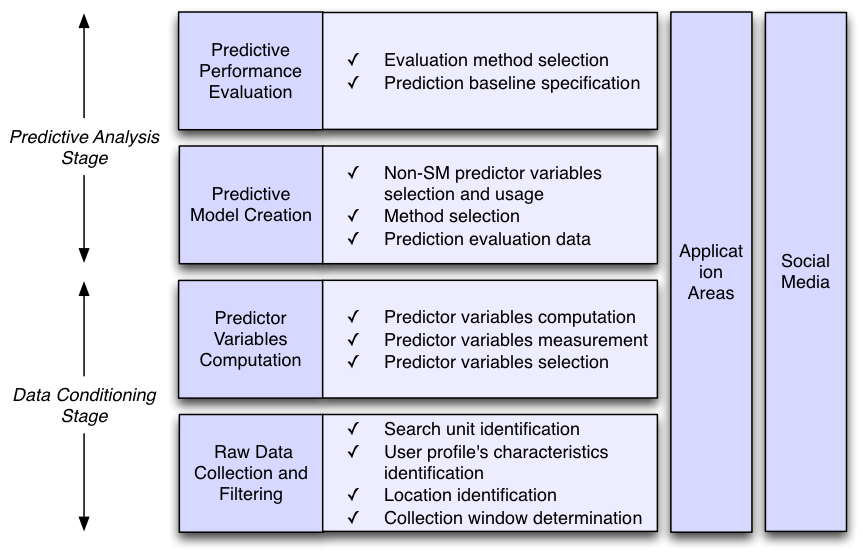 Predictive Analysis
Stage
Data Conditioning
Stage
Predictive
Performance
Evaluation
✓ Evaluation method selection
✓ Prediction baseline specification
Predictive
Model Creation
✓ Non-SM predictor variables
selection and usage
✓ Method selection
✓ Prediction evaluation data
Predictor
Variables
Computation
✓ Predictor variables computation
✓ Predictor variables measurement
✓ Predictor variables selection
Raw Data
Collection and
Filtering
✓ Search unit identification
✓ User profile's characteristics
identification
✓ Location identification
✓ Collection window determination
Applicat
ion
Areas
Social
Media